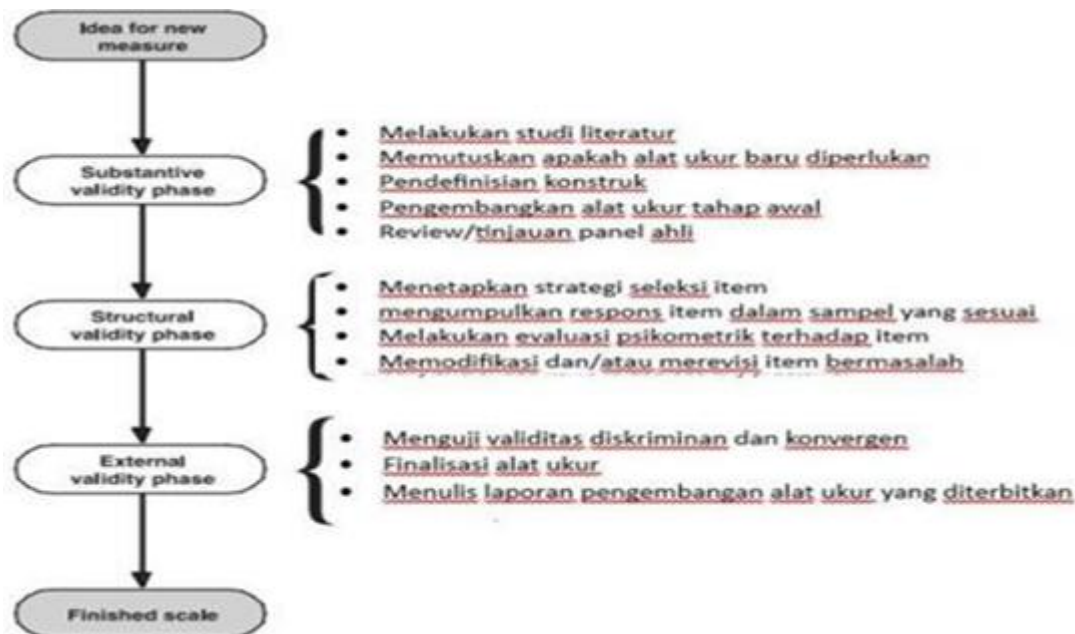 Idea for new
measure
Substantive
validity phase
• Melakukan studi literatur
• Memutuskan apakah alat ukur baru diperlukan
• Pendefinisian konstruk
• Pengembangkan alat ukur tahap awal
• Review/tinjauan panel ahli
Structural
validity phase
• Menetapkan strategi seleksi item
• mengumpulkan respons item dalam sampel yang sesuai
• Melakukan evaluasi psikometrik terhadap item
• Memodifikasi dan/atau merevisi item bermasalah
External
validity phase
• Menguji validitas diskriminan dan konvergen
• Finalisasi alat ukur
• Menulis laporan pengembangan alat ukur yang diterbitkan
Finished scale